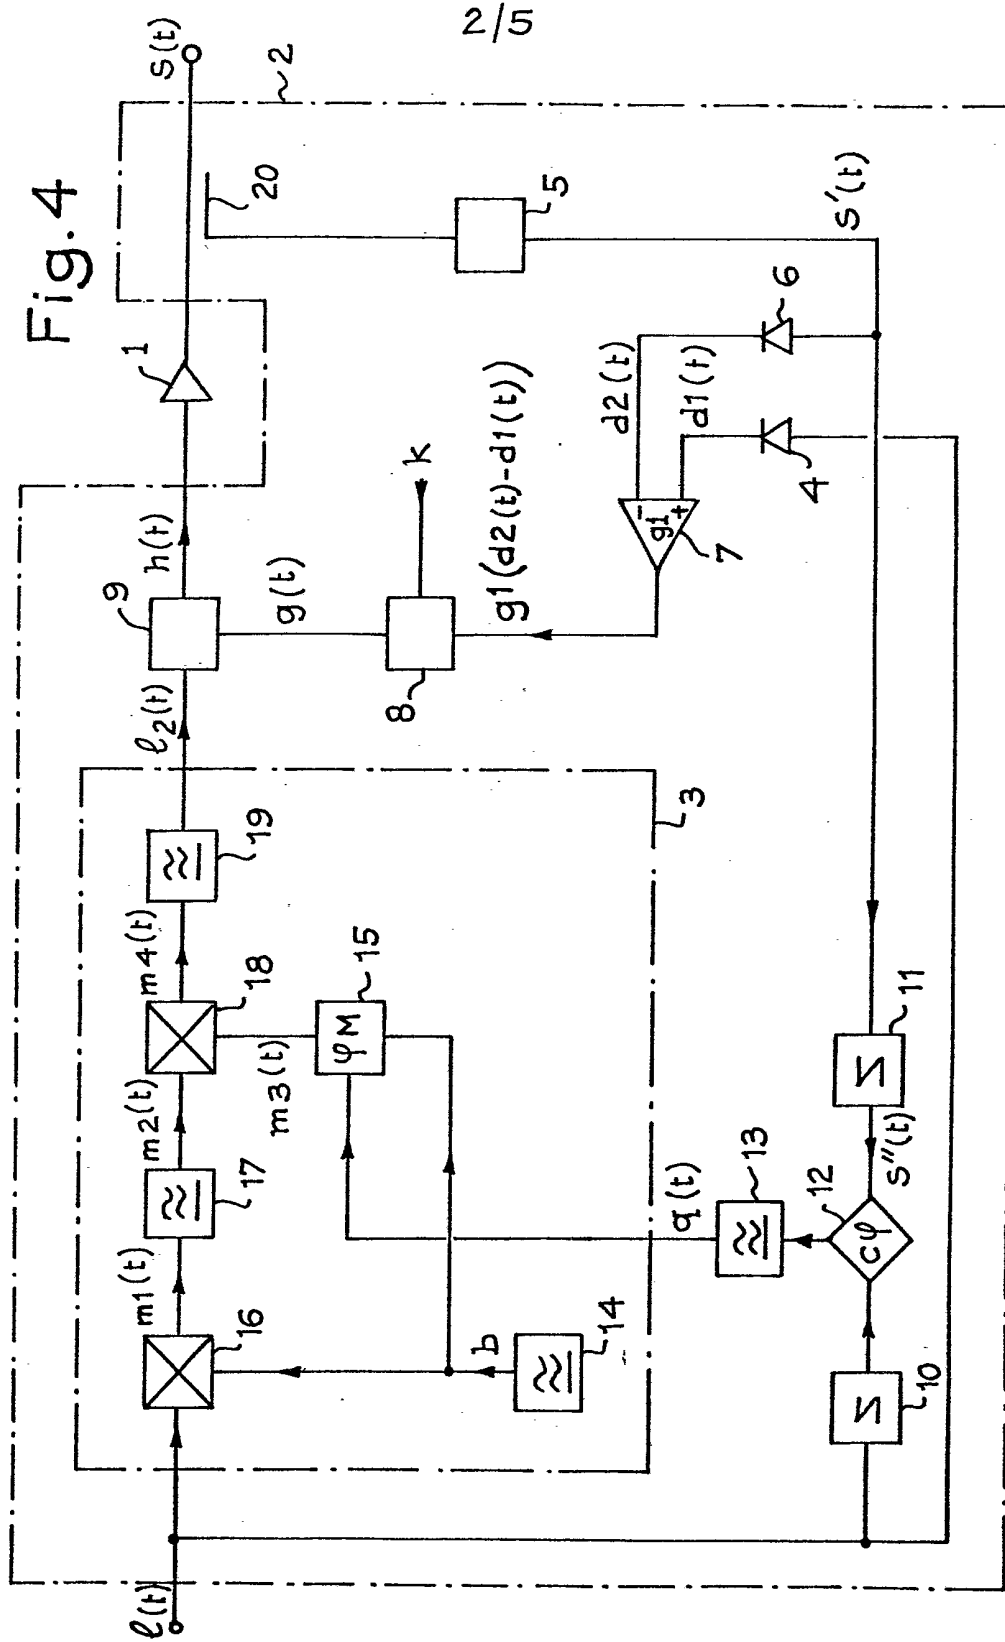 2/5
Fig. 4
ℓ(t)
16
m1(t)
17
m2(t)
18
m4(t)
19
ℓ2(t)
9
h(t)
1
s(t)
2
20
5
s'(t)
6
d2(t)
d1(t)
4
g1
-
+
7
g1(d2(t)-d1(t))
8
K
g(t)
3
15
φM
m3(t)
b
14
q(t)
13
12
cφ
s''(t)
11
10